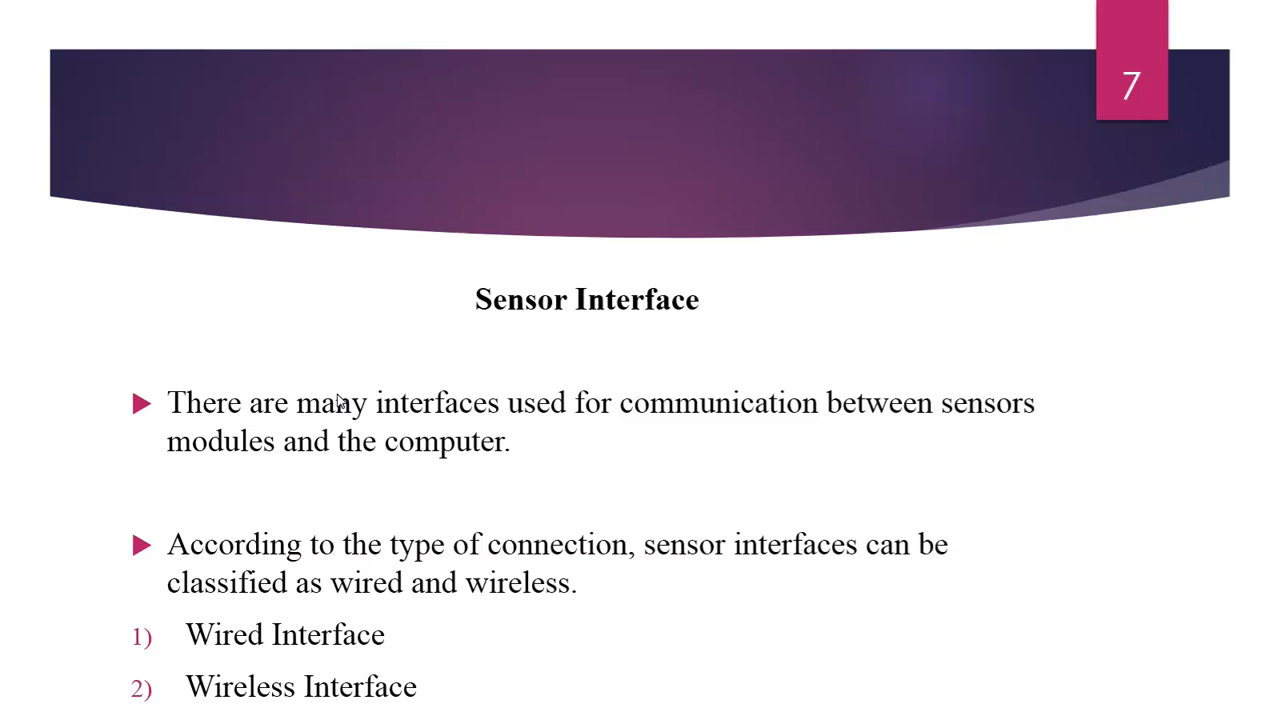 7
Sensor Interface
There are many interfaces used for communication between sensors
modules and the computer.
According to the type of connection, sensor interfaces can be
classified as wired and wireless.
1) Wired Interface
2) Wireless Interface